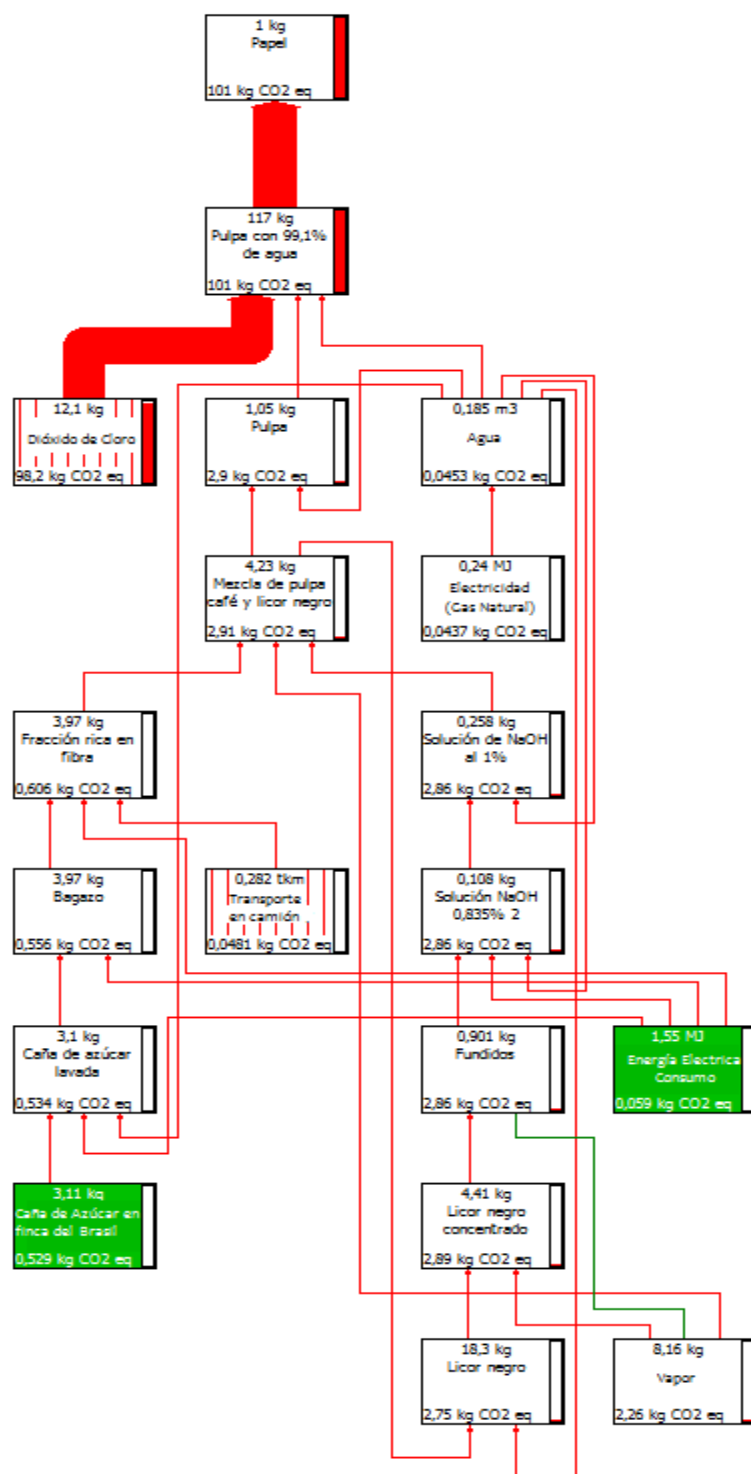 1 kg
Papel
101 kg CO2 eq
117 kg
Pulpa con 99,1%
de agua
101 kg CO2 eq
12,1 kg
Dióxido de Cloro
98,2 kg CO2 eq
1,05 kg
Pulpa
2,9 kg CO2 eq
0,185 m3
Agua
0,0453 kg CO2 eq
4,23 kg
Mezcla de pulpa
café y licor negro
2,91 kg CO2 eq
0,24 MJ
Electricidad
(Gas Natural)
0,0437 kg CO2 eq
3,97 kg
Fracción rica en
fibra
0,606 kg CO2 eq
0,258 kg
Solución de NaOH
al 1%
2,86 kg CO2 eq
3,97 kg
Bagazo
0,556 kg CO2 eq
0,282 tkm
Transporte
en camión
0,0481 kg CO2 eq
0,108 kg
Solución NaOH
0,835% 2
2,86 kg CO2 eq
3,1 kg
Caña de azúcar
lavada
0,534 kg CO2 eq
0,901 kg
Fundidos
2,86 kg CO2 eq
1,55 MJ
Energía Electrica
Consumo
0,059 kg CO2 eq
3,11 kg
Caña de Azúcar en
finca del Brasil
0,529 kg CO2 eq
4,41 kg
Licor negro
concentrado
2,89 kg CO2 eq
18,3 kg
Licor negro
2,75 kg CO2 eq
8,16 kg
Vapor
2,26 kg CO2 eq